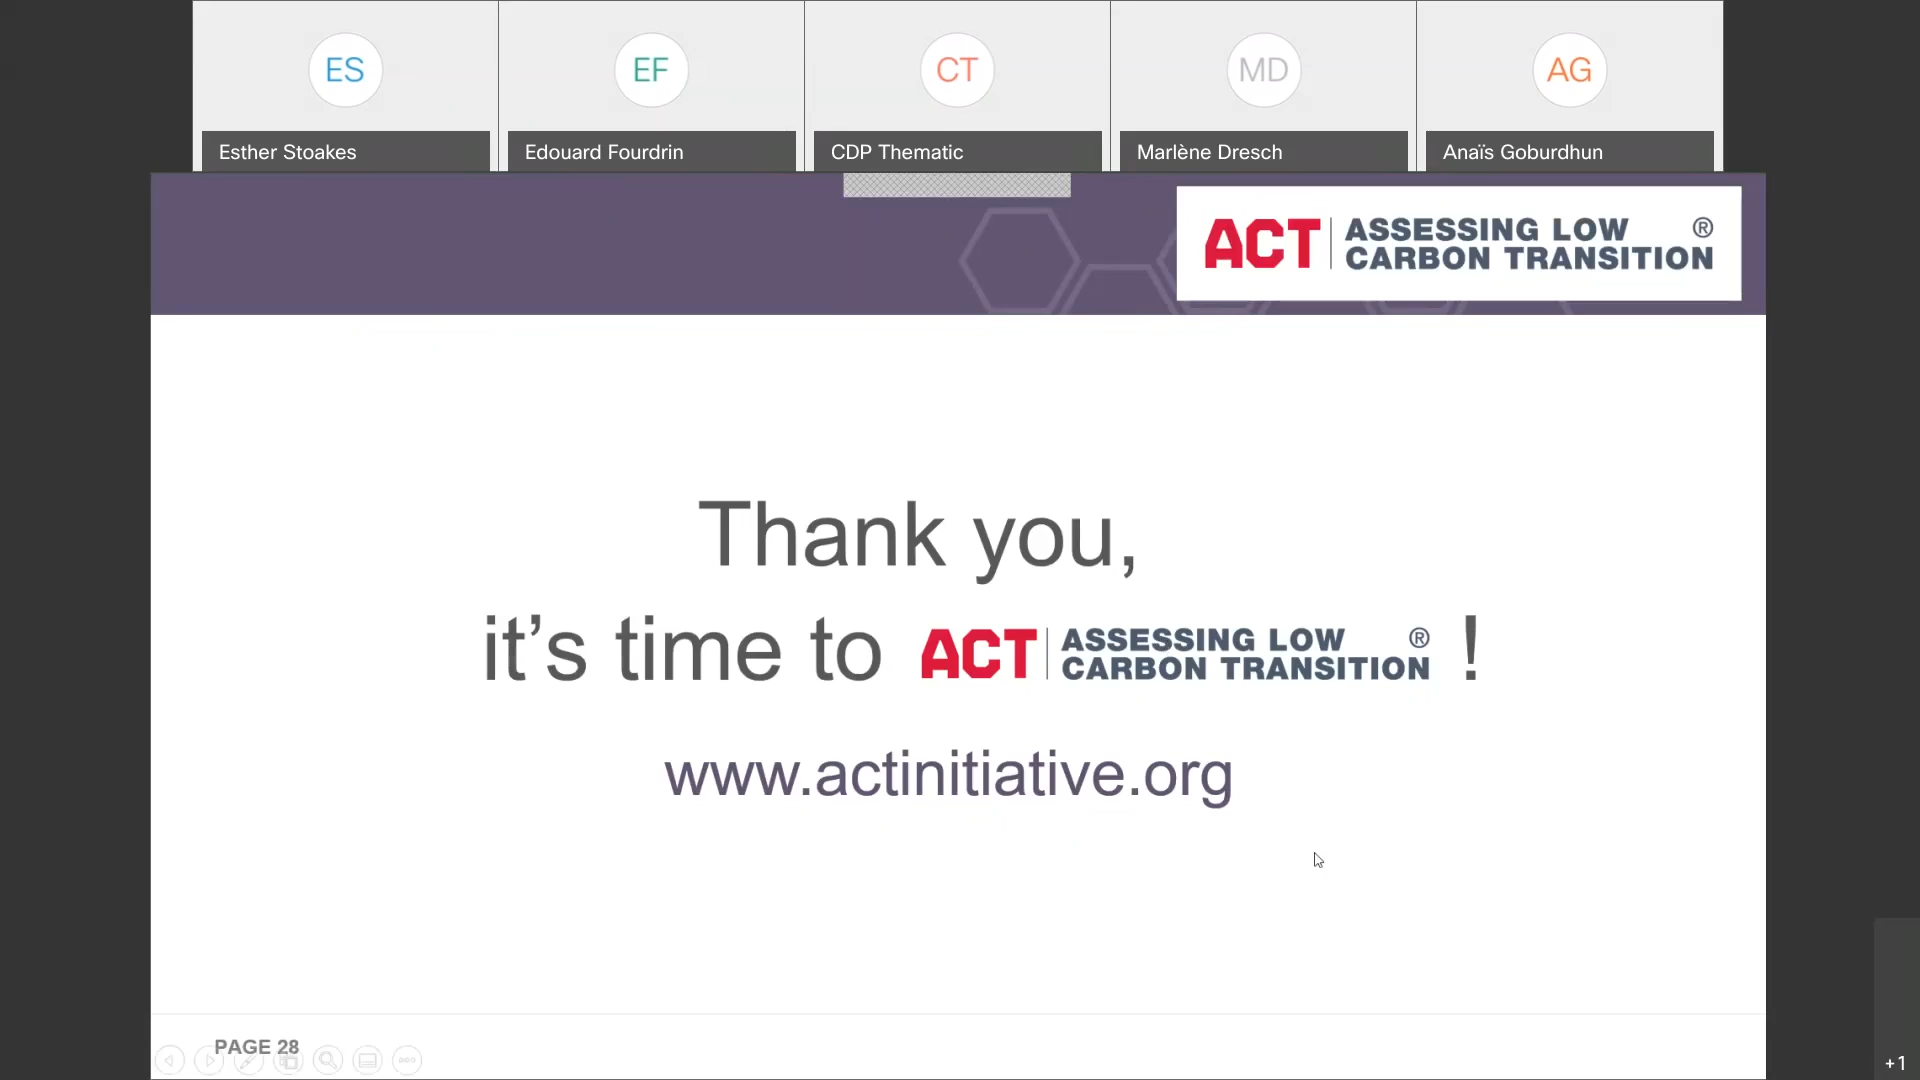 ES
EF
CT
MD
AG
Esther Stoakes
Edouard Fourdrin
CDP Thematic
Marlène Dresch
Anaïs Goburdhun
ACT ASSESSING LOW ®
CARBON TRANSITION
Thank you,
it’s time to ACT ASSESSING LOW ® !
CARBON TRANSITION
www.actinitiative.org
PAGE 28
+1